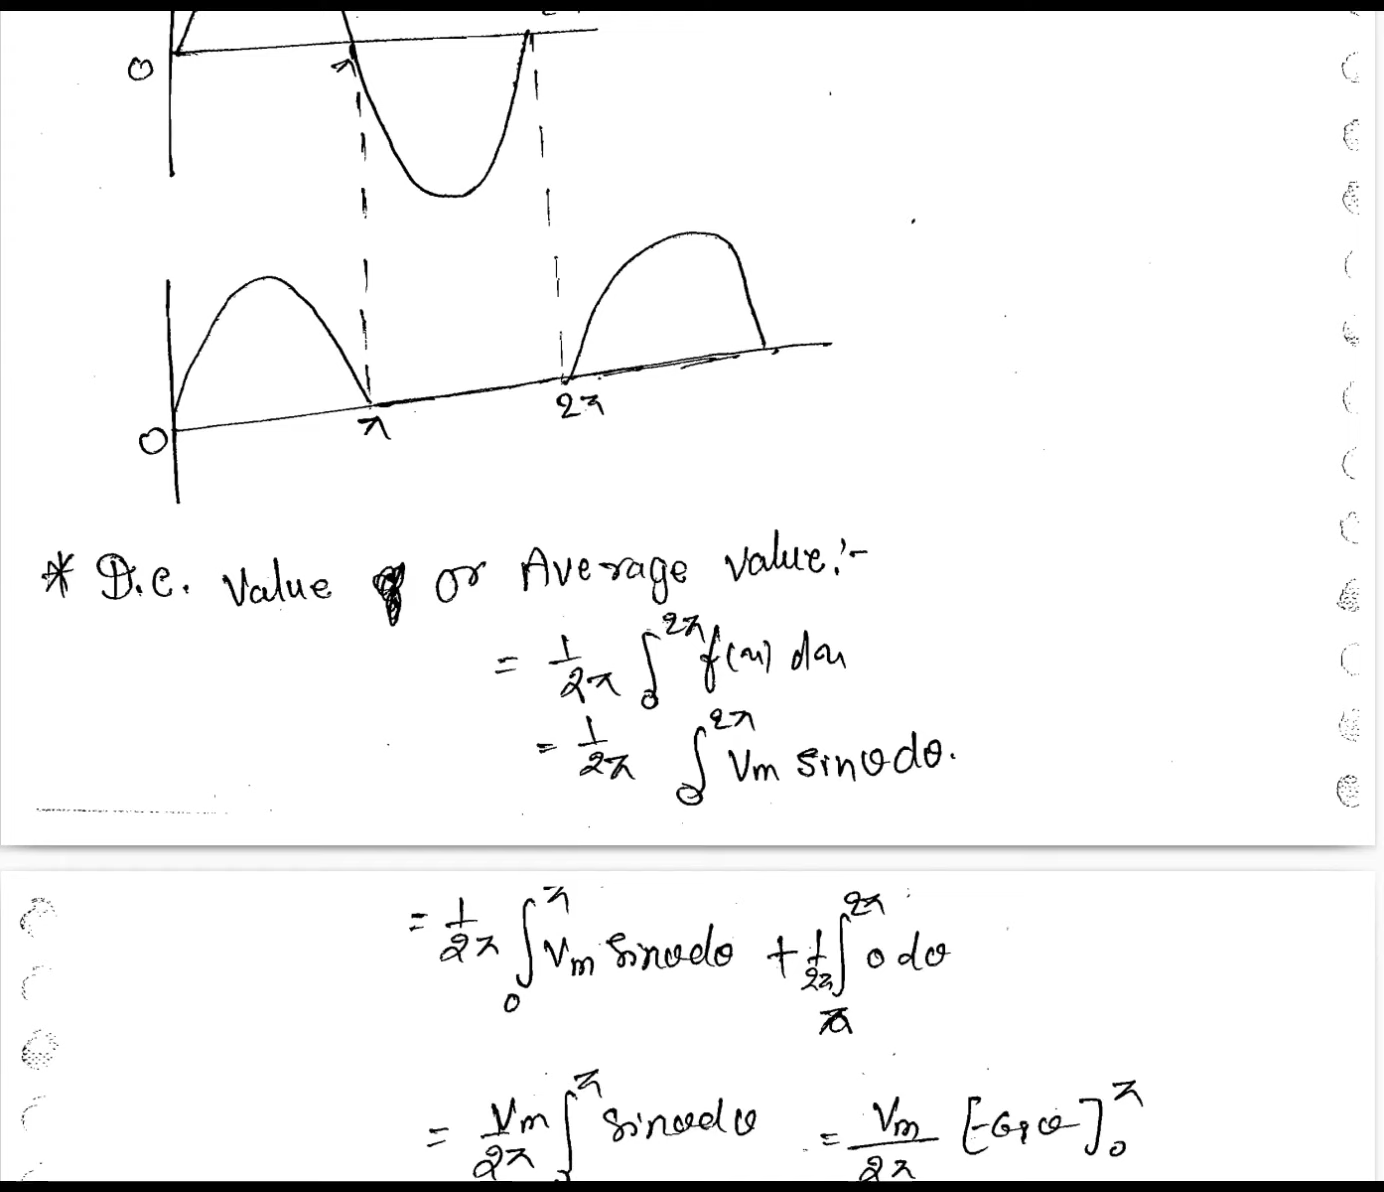 0
0
π
2π
* D.C. Value or Average value:-
= 1/2π ∫₀^2π f(x) dx
= 1/2π ∫₀^2π Vm sinθdθ.
= 1/2π ∫₀^π Vm sinθdθ + 1/2π ∫π^2π 0 dθ
= Vm/2π ∫^π sinθdθ = Vm/2π [-Cosθ]₀^π